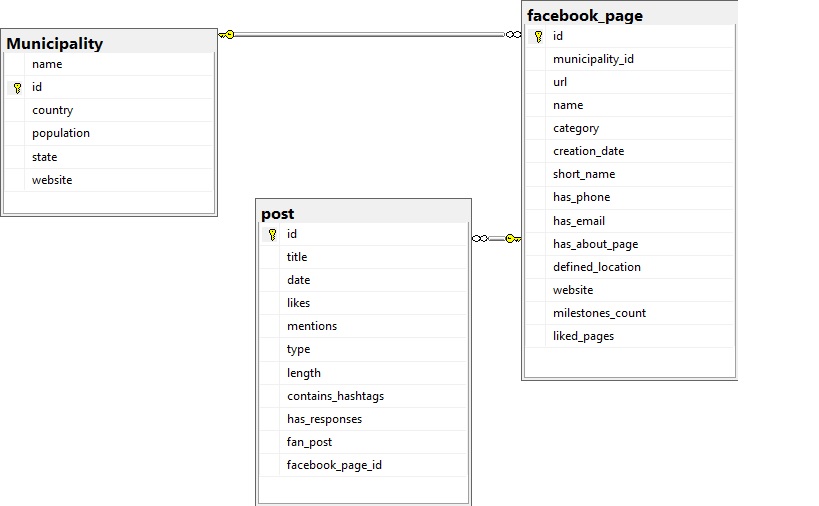 Municipality
name
id
country
population
state
website
post
id
title
date
likes
mentions
type
length
contains_hashtags
has_responses
fan_post
facebook_page_id
facebook_page
id
municipality_id
url
name
category
creation_date
short_name
has_phone
has_email
has_about_page
defined_location
website
milestones_count
liked_pages